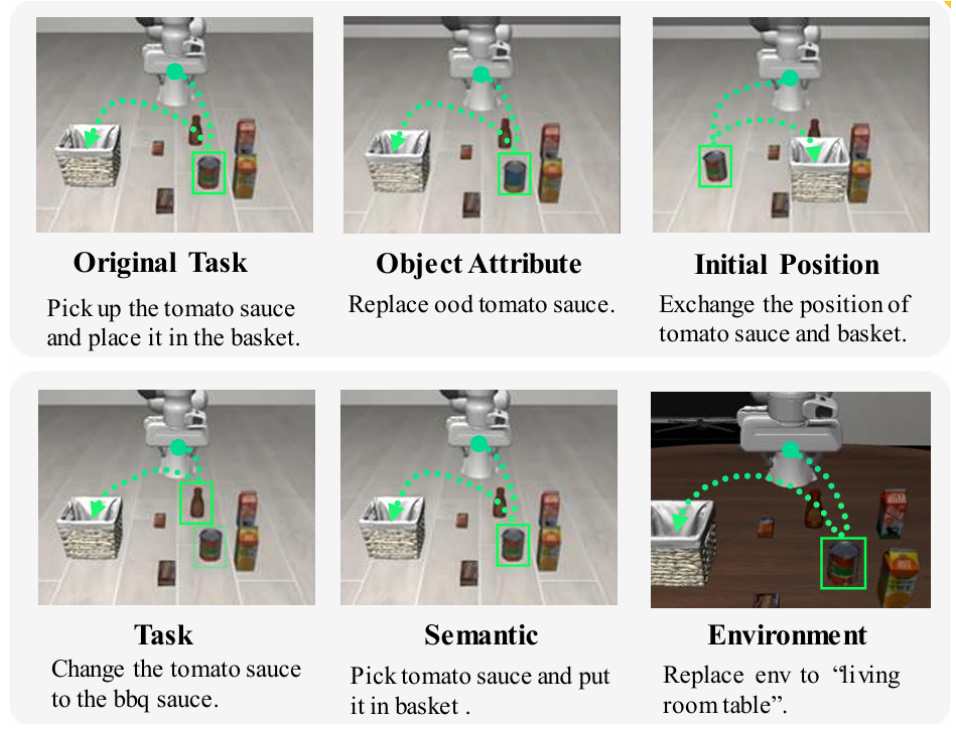 Original Task
Pick up the tomato sauce
and place it in the basket.
Object Attribute
Replace ood tomato sauce.
Initial Position
Exchange the position of
tomato sauce and basket.
Task
Change the tomato sauce
to the bbq sauce.
Semantic
Pick tomato sauce and put
it in basket .
Environment
Replace env to “living
room table”.